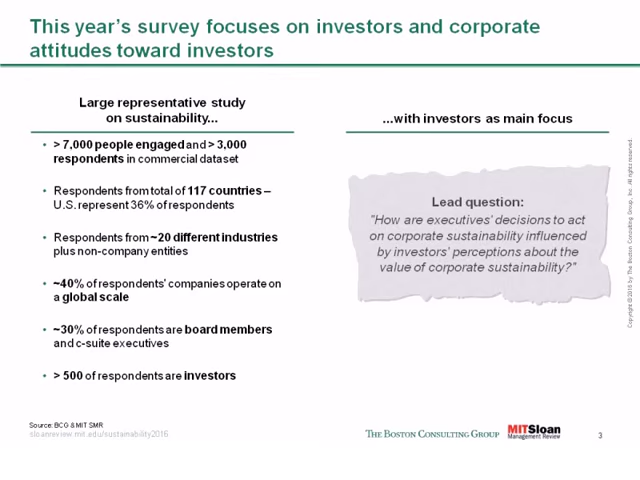 This year's survey focuses on investors and corporate
attitudes toward investors
Large representative study
on sustainability...
• > 7,000 people engaged and > 3,000
respondents in commercial dataset
• Respondents from total of 117 countries –
U.S. represent 36% of respondents
• Respondents from ~20 different industries
plus non-company entities
• ~40% of respondents' companies operate on
a global scale
• ~30% of respondents are board members
and c-suite executives
• > 500 of respondents are investors
...with investors as main focus
Lead question:
"How are executives' decisions to act
on corporate sustainability influenced
by investors' perceptions about the
value of corporate sustainability?"
Copyright © 2016 by The Boston Consulting Group, Inc. All rights reserved.
Source: BCG & MIT SMR
sloanreview.mit.edu/sustainability2016
THE BOSTON CONSULTING GROUP
MITSloan
Management Review
3